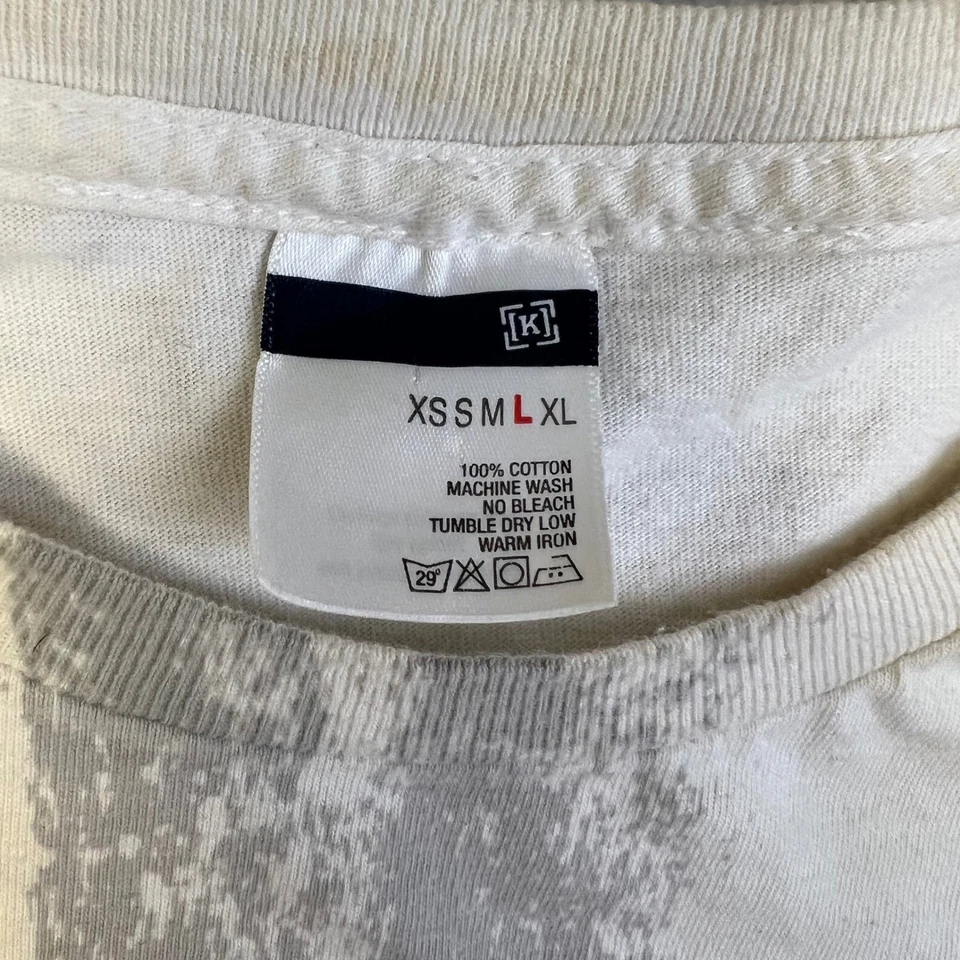 [K]
XS S M L XL
100% COTTON
MACHINE WASH
NO BLEACH
TUMBLE DRY LOW
WARM IRON
29°